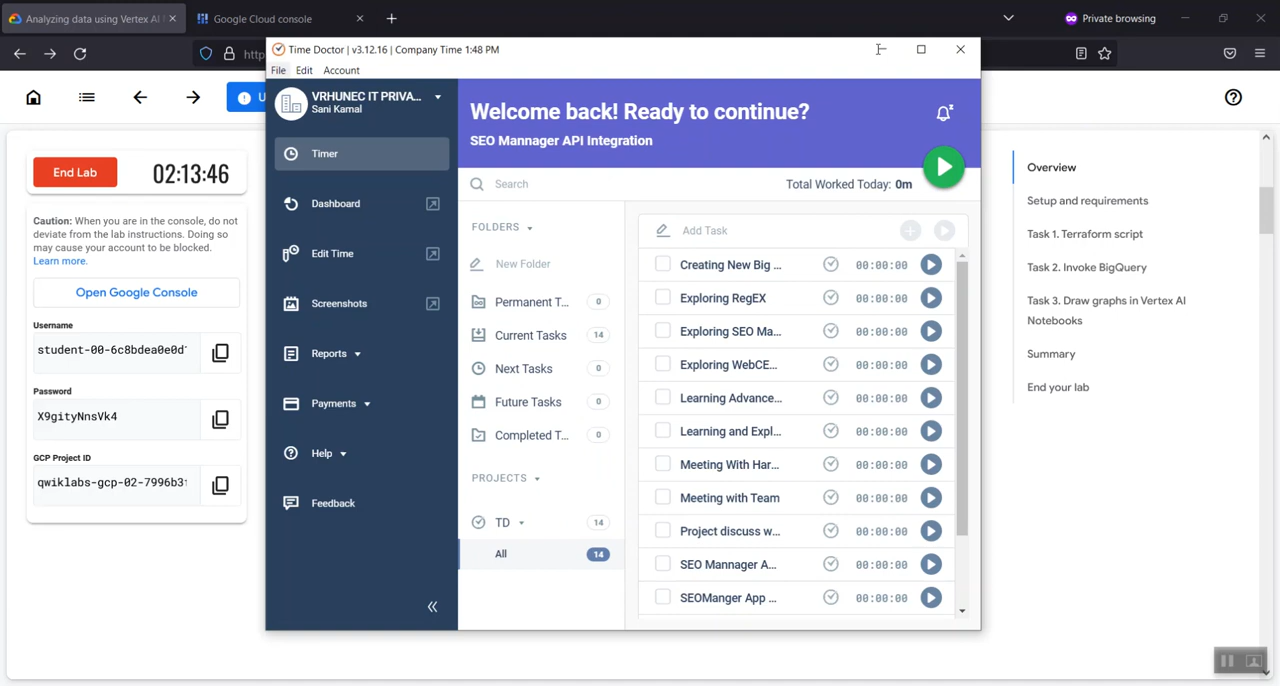 Analyzing data using Vertex AI
Google Cloud console
Private browsing
Time Doctor | v3.12.16 | Company Time 1:48 PM
File Edit Account
VRHUNEC IT PRIVA...
Sani Kamal
Timer
Dashboard
Edit Time
Screenshots
Reports
Payments
Help
Feedback
Welcome back! Ready to continue?
SEO Mannager API Integration
Search
Total Worked Today: 0m
FOLDERS
New Folder
Permanent T... 0
Current Tasks 14
Next Tasks 0
Future Tasks 0
Completed T... 0
PROJECTS
TD 14
All 14
Add Task
Creating New Big ... 00:00:00
Exploring RegEX 00:00:00
Exploring SEO Ma... 00:00:00
Exploring WebCE... 00:00:00
Learning Advance... 00:00:00
Learning and Expl... 00:00:00
Meeting With Har... 00:00:00
Meeting with Team 00:00:00
Project discuss w... 00:00:00
SEO Mannager A... 00:00:00
SEOManger App ... 00:00:00
End Lab 02:13:46
Caution: When you are in the console, do not
deviate from the lab instructions. Doing so
may cause your account to be blocked.
Learn more.
Open Google Console
Username
student-00-6c8bdea0e0d
Password
X9gityNnsVk4
GCP Project ID
qwiklabs-gcp-02-7996b3
Overview
Setup and requirements
Task 1. Terraform script
Task 2. Invoke BigQuery
Task 3. Draw graphs in Vertex AI
Notebooks
Summary
End your lab